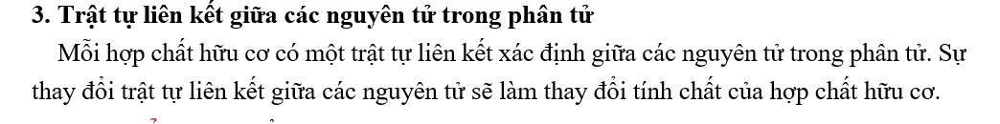 3. Trật tự liên kết giữa các nguyên tử trong phân tử
Mỗi hợp chất hữu cơ có một trật tự liên kết xác định giữa các nguyên tử trong phân tử. Sự
thay đổi trật tự liên kết giữa các nguyên tử sẽ làm thay đổi tính chất của hợp chất hữu cơ.